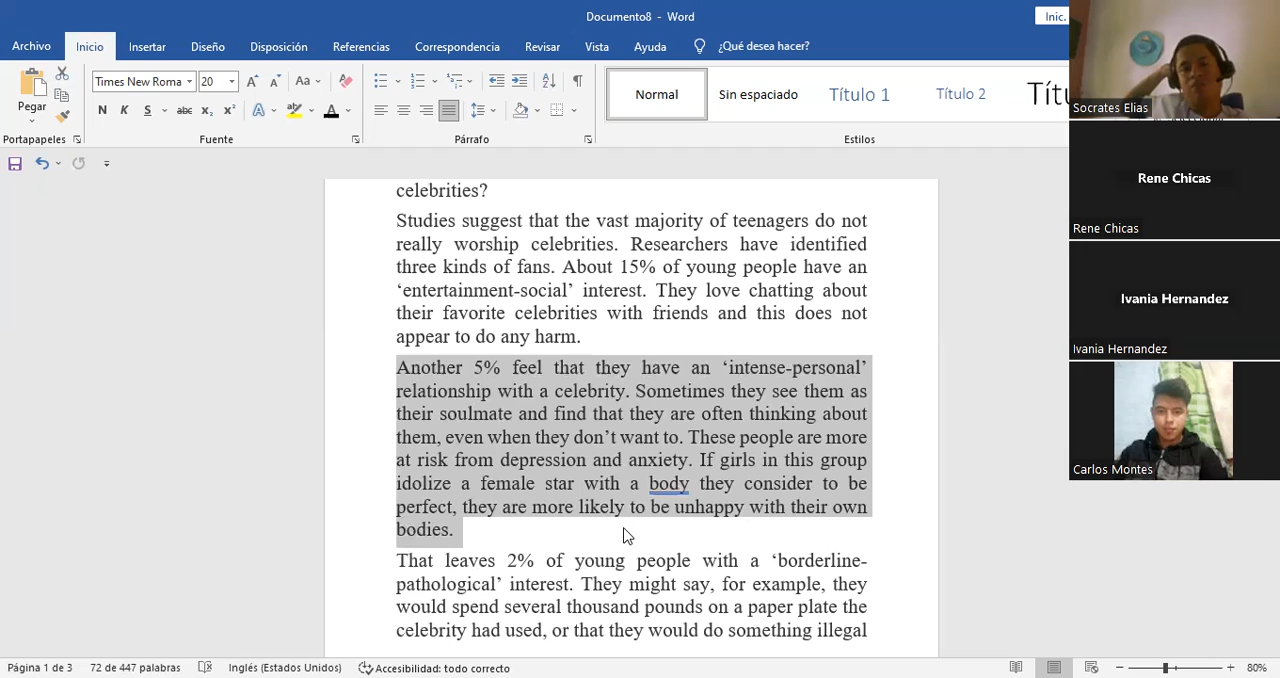 Documento8 - Word
Inic.
Archivo Inicio Insertar Diseño Disposición Referencias Correspondencia Revisar Vista Ayuda ¿Qué desea hacer?
Pegar
Times New Roma 20
Aa
N K S abc x₂ x²
Normal
Sin espaciado
Título 1
Título 2
Portapapeles
Fuente
Párrafo
Estilos
celebrities?
Studies suggest that the vast majority of teenagers do not
really worship celebrities. Researchers have identified
three kinds of fans. About 15% of young people have an
‘entertainment-social’ interest. They love chatting about
their favorite celebrities with friends and this does not
appear to do any harm.
Another 5% feel that they have an ‘intense-personal’
relationship with a celebrity. Sometimes they see them as
their soulmate and find that they are often thinking about
them, even when they don’t want to. These people are more
at risk from depression and anxiety. If girls in this group
idolize a female star with a body they consider to be
perfect, they are more likely to be unhappy with their own
bodies.
That leaves 2% of young people with a ‘borderline-
pathological’ interest. They might say, for example, they
would spend several thousand pounds on a paper plate the
celebrity had used, or that they would do something illegal
Página 1 de 3 72 de 447 palabras Inglés (Estados Unidos) Accesibilidad: todo correcto
80%
Socrates Elias
Rene Chicas
Rene Chicas
Ivania Hernandez
Ivania Hernandez
Carlos Montes